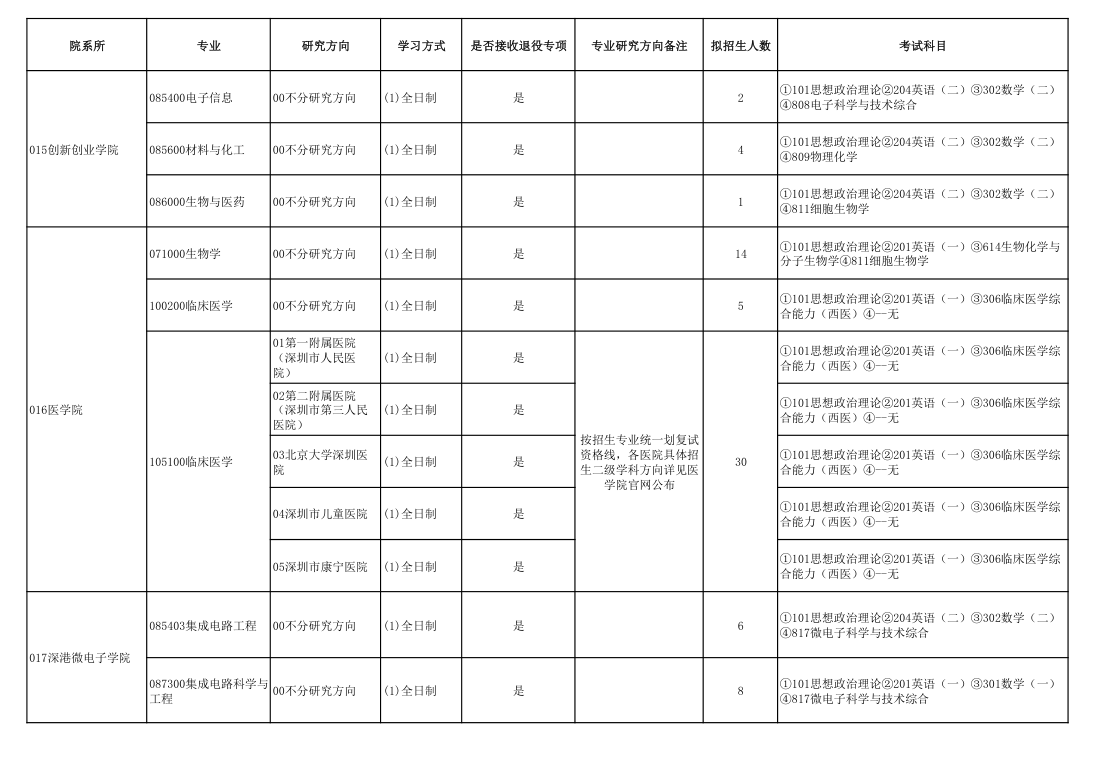 院系所 专业 研究方向 学习方式 是否接收退役专项 专业研究方向备注 拟招生人数 考试科目
015创新创业学院
085400电子信息 00不分研究方向 (1)全日制 是 2 ①101思想政治理论②204英语（二）③302数学（二）
④808电子科学与技术综合
085600材料与化工 00不分研究方向 (1)全日制 是 4 ①101思想政治理论②204英语（二）③302数学（二）
④809物理化学
086000生物与医药 00不分研究方向 (1)全日制 是 1 ①101思想政治理论②204英语（二）③302数学（二）
④811细胞生物学
016医学院
071000生物学 00不分研究方向 (1)全日制 是 14 ①101思想政治理论②201英语（一）③614生物化学与
分子生物学④811细胞生物学
100200临床医学 00不分研究方向 (1)全日制 是 5 ①101思想政治理论②201英语（一）③306临床医学综
合能力（西医）④--无
105100临床医学
01第一附属医院
（深圳市人民医
院）
(1)全日制 是
①101思想政治理论②201英语（一）③306临床医学综
合能力（西医）④--无
02第二附属医院
（深圳市第三人民
医院）
(1)全日制 是
①101思想政治理论②201英语（一）③306临床医学综
合能力（西医）④--无
03北京大学深圳医
院
(1)全日制 是
按招生专业统一划复试
资格线，各医院具体招
生二级学科方向详见医
学院官网公布
30
①101思想政治理论②201英语（一）③306临床医学综
合能力（西医）④--无
04深圳市儿童医院 (1)全日制 是
①101思想政治理论②201英语（一）③306临床医学综
合能力（西医）④--无
05深圳市康宁医院 (1)全日制 是
①101思想政治理论②201英语（一）③306临床医学综
合能力（西医）④--无
017深港微电子学院
085403集成电路工程 00不分研究方向 (1)全日制 是 6 ①101思想政治理论②204英语（二）③302数学（二）
④817微电子科学与技术综合
087300集成电路科学与
工程
00不分研究方向 (1)全日制 是 8 ①101思想政治理论②201英语（一）③301数学（一）
④817微电子科学与技术综合